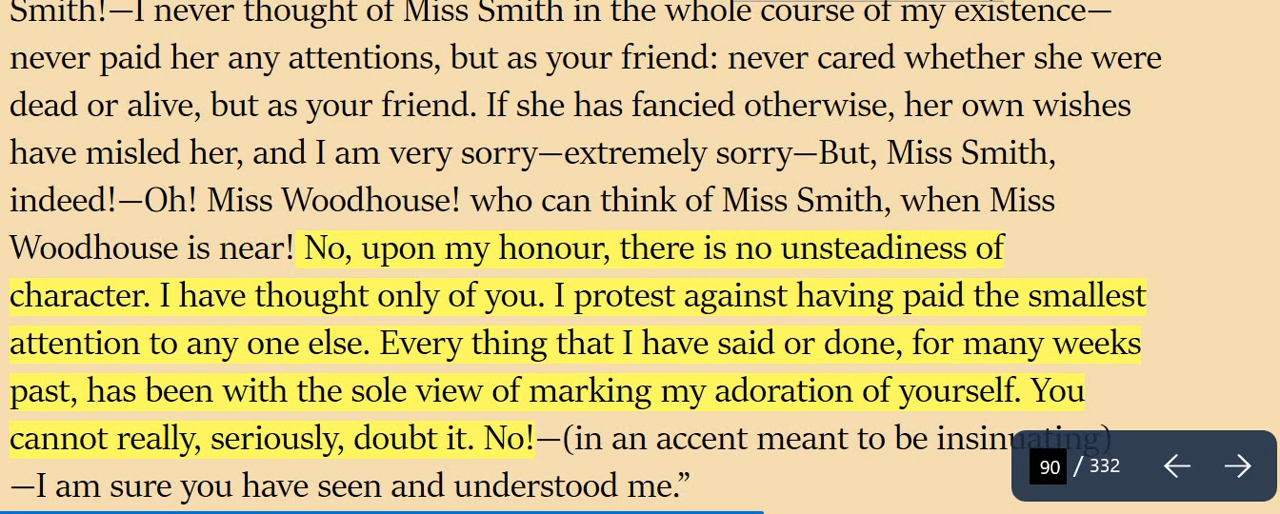 Smith!—I never thought of Miss Smith in the whole course of my existence—
never paid her any attentions, but as your friend: never cared whether she were
dead or alive, but as your friend. If she has fancied otherwise, her own wishes
have misled her, and I am very sorry—extremely sorry—But, Miss Smith,
indeed!—Oh! Miss Woodhouse! who can think of Miss Smith, when Miss
Woodhouse is near! No, upon my honour, there is no unsteadiness of
character. I have thought only of you. I protest against having paid the smallest
attention to any one else. Every thing that I have said or done, for many weeks
past, has been with the sole view of marking my adoration of yourself. You
cannot really, seriously, doubt it. No!—(in an accent meant to be insinuating)
—I am sure you have seen and understood me.”
90 / 332